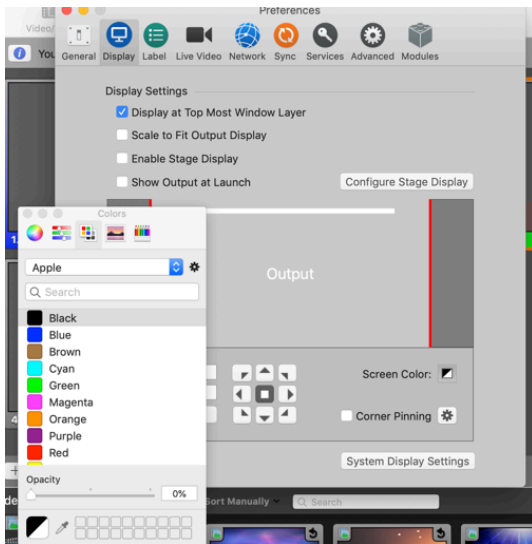 Preferences
Video/
You
General Display Label Live Video Network Sync Services Advanced Modules
Display Settings
Display at Top Most Window Layer
Scale to Fit Output Display
Enable Stage Display
Show Output at Launch
Configure Stage Display
Colors
Apple
Search
Output
Black
Blue
Brown
Cyan
Green
Magenta
Orange
Purple
Red
Screen Color:
Corner Pinning
System Display Settings
Opacity
0%
Sort Manually
Search